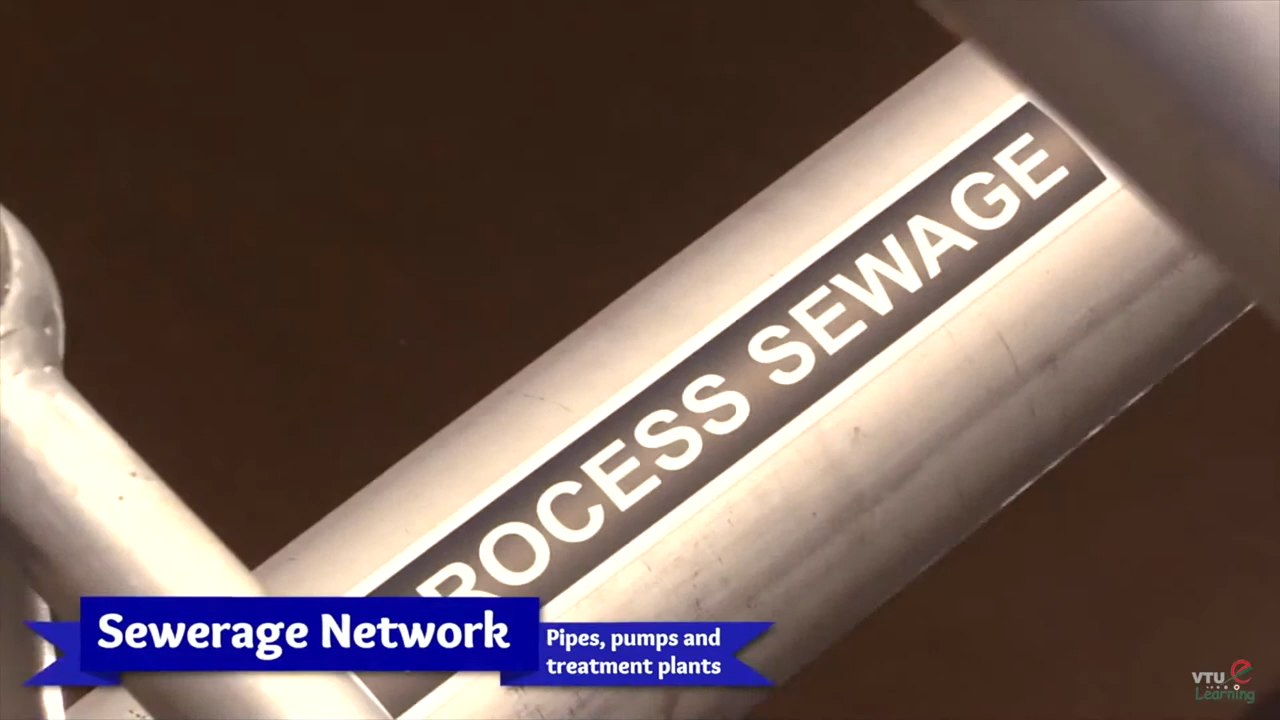 ROCESS SEWAGE
Sewerage Network
Pipes, pumps and
treatment plants
VTU e
Learning